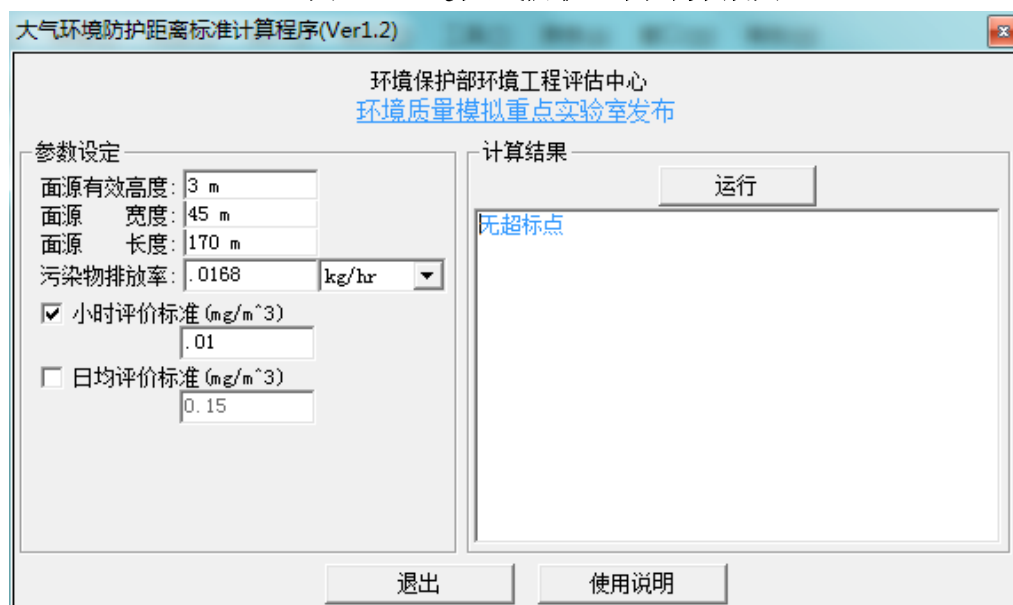 大气环境防护距离标准计算程序(Ver1.2)
环境保护部环境工程评估中心
环境质量模拟重点实验室发布
参数设定
面源有效高度: 3 m
面源 宽度: 45 m
面源 长度: 170 m
污染物排放率: .0168 kg/hr
小时评价标准(mg/m^3)
.01
日均评价标准(mg/m^3)
0.15
计算结果
运行
无超标点
退出 使用说明